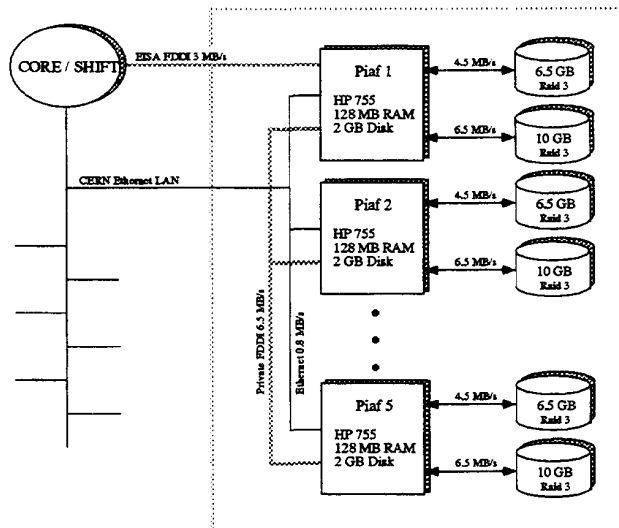 CORE / SHIFT
EISA FDDI 3 MB/s
CERN Ethernet LAN
Private FDDI 6.5 MB/s
Ethernet 0.8 MB/s
Piaf 1
HP 755
128 MB RAM
2 GB Disk
4.5 MB/s
6.5 GB
Raid 3
6.5 MB/s
10 GB
Raid 3
Piaf 2
HP 755
128 MB RAM
2 GB Disk
4.5 MB/s
6.5 GB
Raid 3
6.5 MB/s
10 GB
Raid 3
Piaf 5
HP 755
128 MB RAM
2 GB Disk
4.5 MB/s
6.5 GB
Raid 3
6.5 MB/s
10 GB
Raid 3